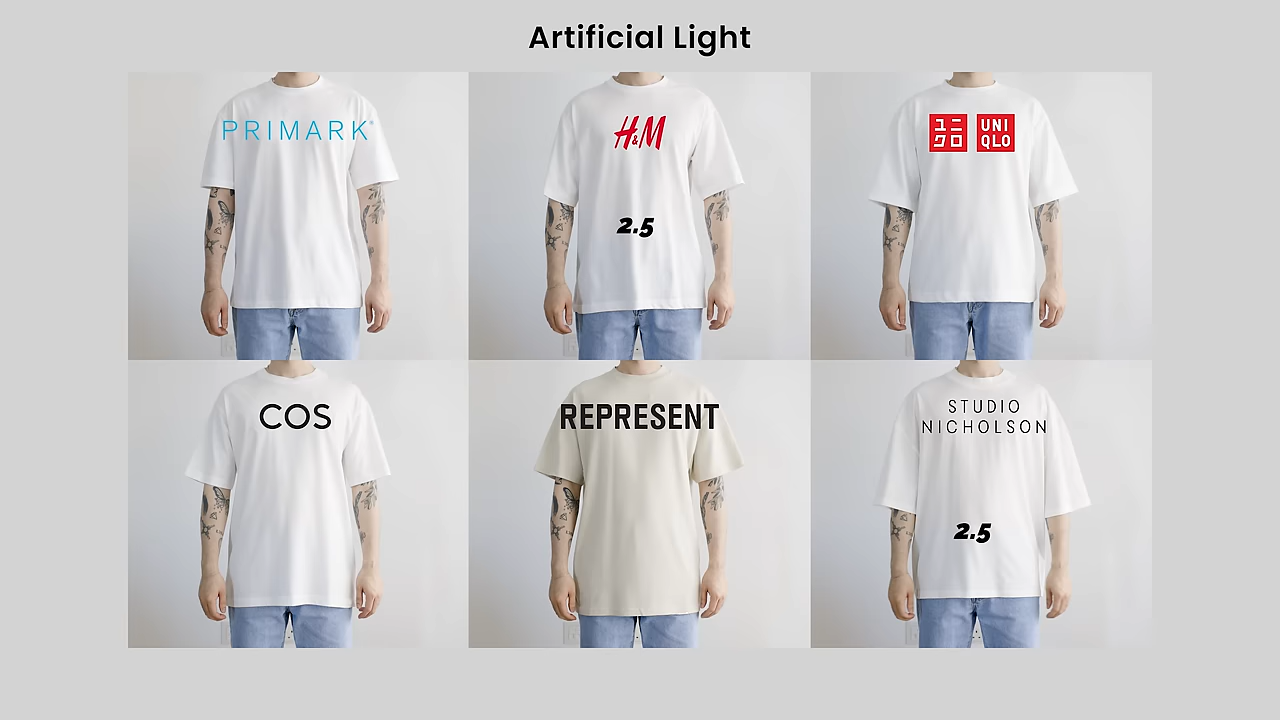 Artificial Light
PRIMARK®
H&M
ユニ
クロ
UNI
QLO
2.5
COS
REPRESENT
STUDIO
NICHOLSON
2.5